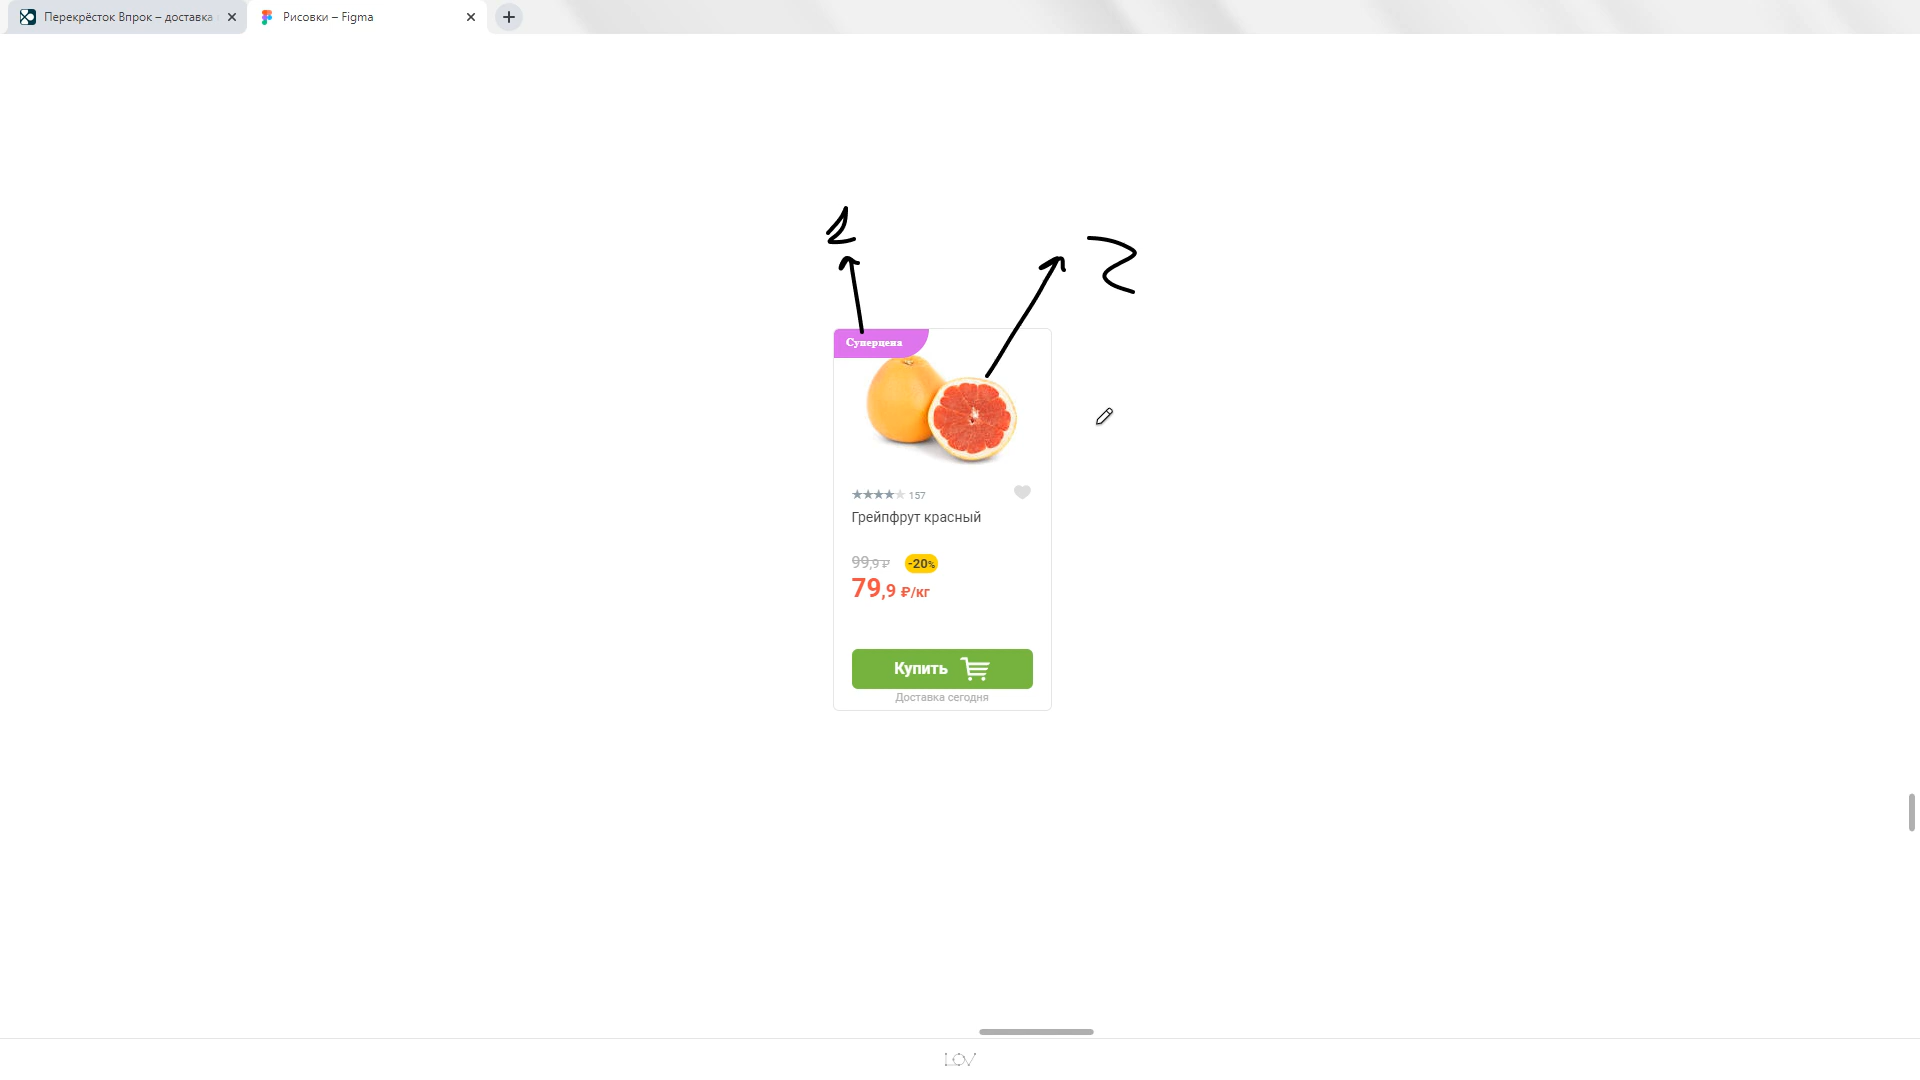 Перекрёсток Впрок – доставка
Рисовки – Figma
1
2
Суперцена
157
Грейпфрут красный
99,9 ₽ -20%
79,9 ₽/кг
Купить
Доставка сегодня
LOV